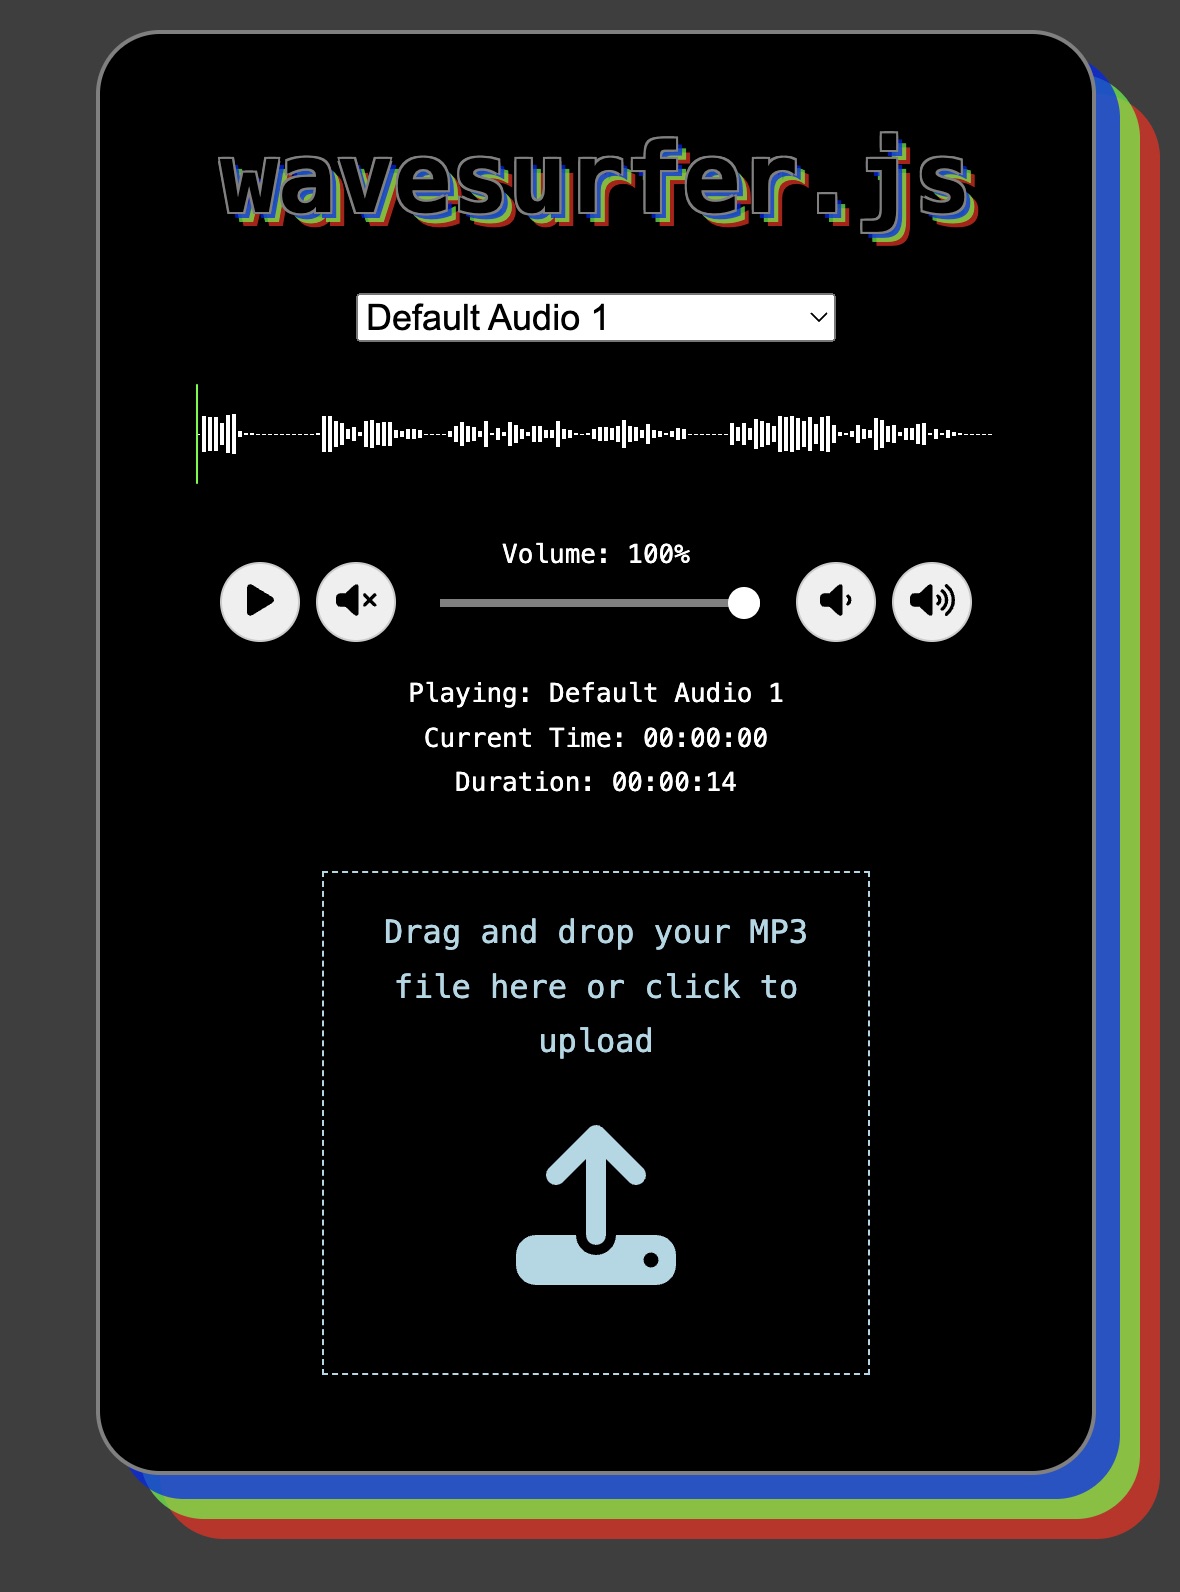 wavesurfer.js
Default Audio 1
Volume: 100%
Playing: Default Audio 1
Current Time: 00:00:00
Duration: 00:00:14
Drag and drop your MP3
file here or click to
upload